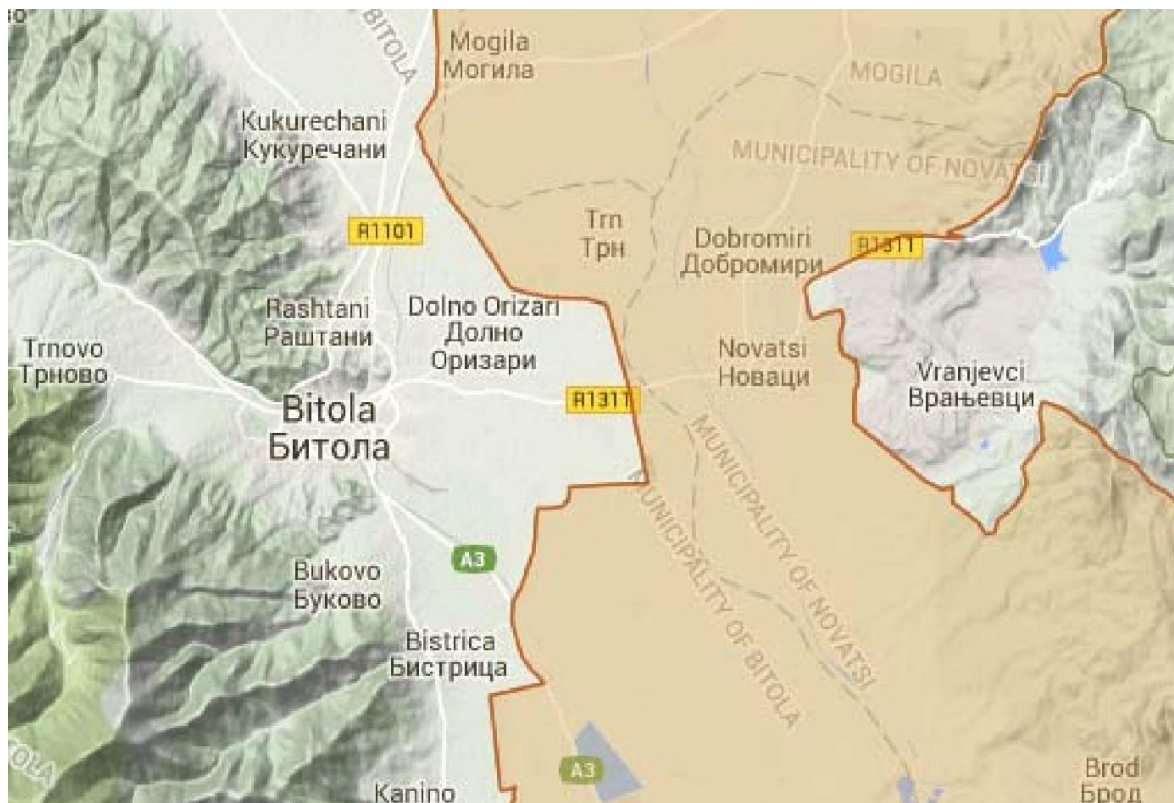 BITOLA
Mogila
Могила
MOGILA
Kukurechani
Кукуречани
MUNICIPALITY OF NOVATSI
R1101
Trn
Трн
Dobromiri
Добромири
R1311
Rashtani
Раштани
Dolno Orizari
Долно
Оризари
Trnovo
Трново
Novatsi
Новаци
Vranjevci
Врањевци
Bitola
Битола
R1311
MUNICIPALITY OF NOVATSI
MUNICIPALITY OF BITOLA
A3
Bukovo
Буково
Bistrica
Бистрица
A3
Brod
Брод
Kanino